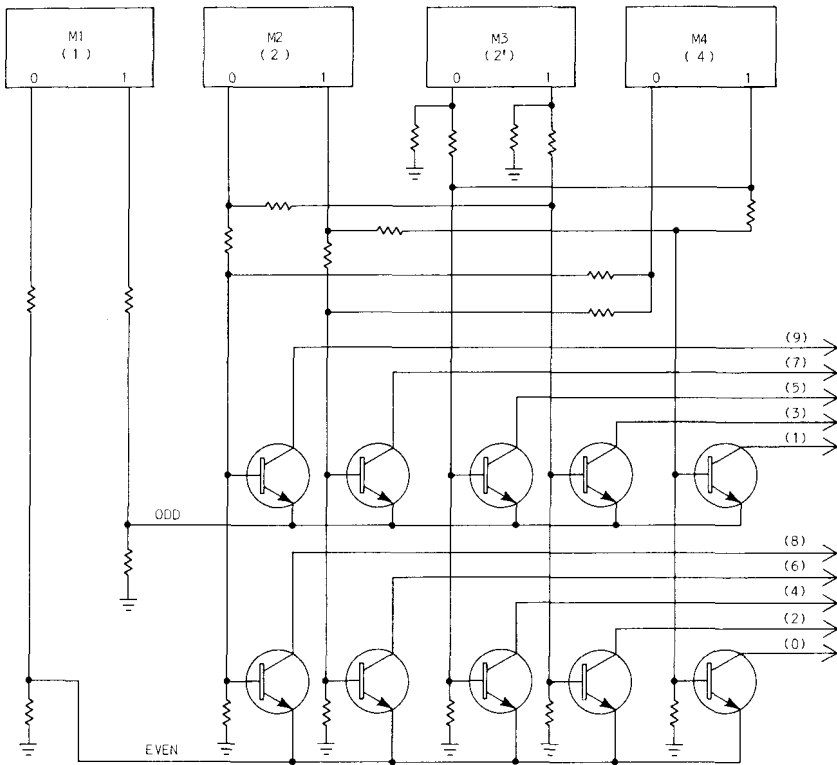 M1 M2 M3 M4
(1) (2) (2') (4)
0 1 0 1 0 1 0 1
(9)
(7)
(5)
(3)
(1)
ODD
(8)
(6)
(4)
(2)
(0)
EVEN